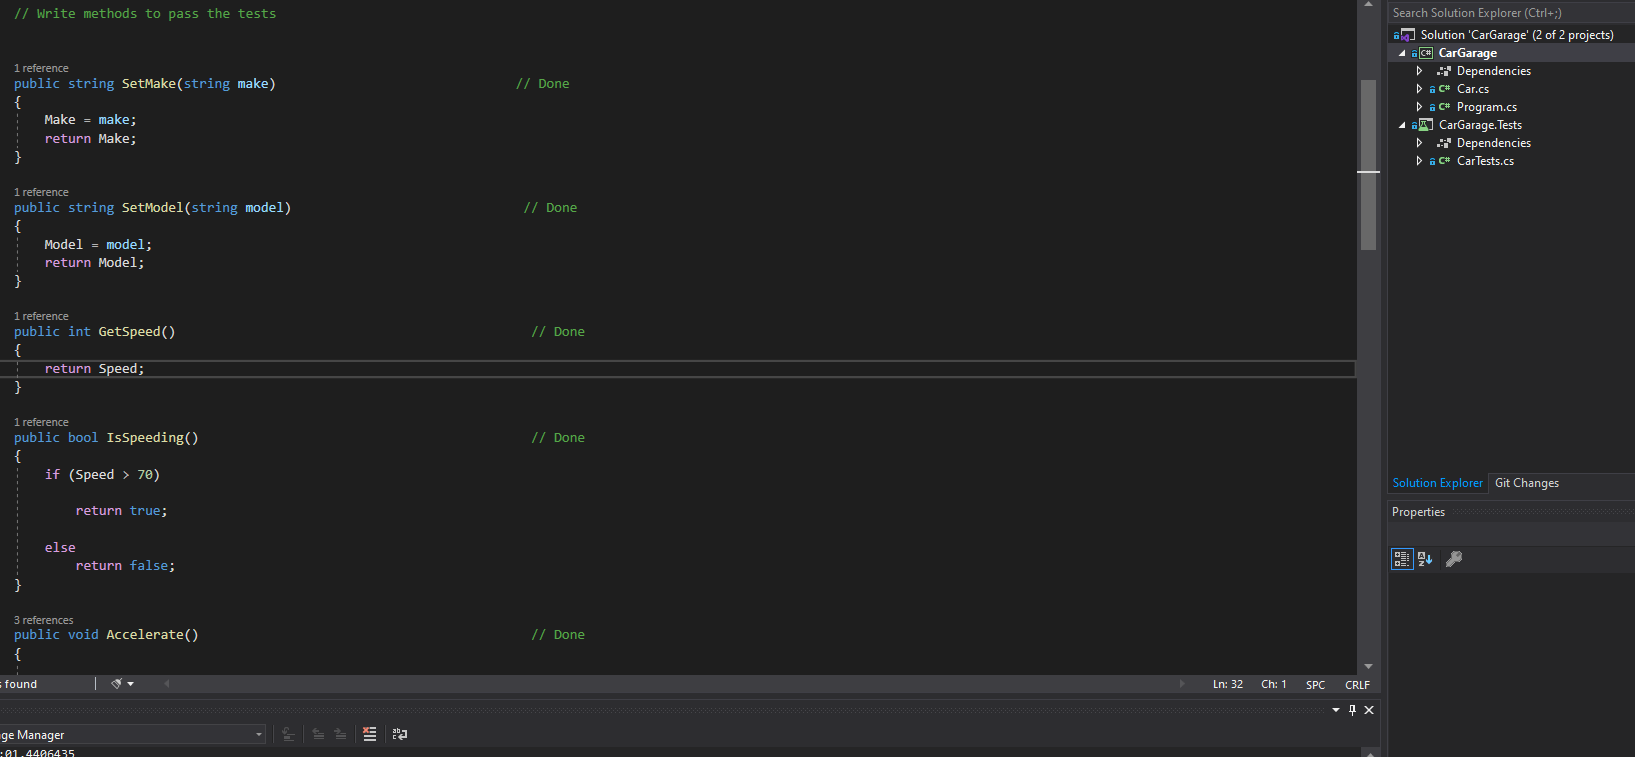 // Write methods to pass the tests
1 reference
public string SetMake(string make) // Done
{
Make = make;
return Make;
}
1 reference
public string SetModel(string model) // Done
{
Model = model;
return Model;
}
1 reference
public int GetSpeed() // Done
{
return Speed;
}
1 reference
public bool IsSpeeding() // Done
{
if (Speed > 70)
return true;
else
return false;
}
3 references
public void Accelerate() // Done
{
s found
Ln: 32 Ch: 1 SPC CRLF
ge Manager
:01.4406435
Search Solution Explorer (Ctrl+;)
Solution 'CarGarage' (2 of 2 projects)
C# CarGarage
Dependencies
C# Car.cs
C# Program.cs
CarGarage.Tests
Dependencies
C# CarTests.cs
Solution Explorer Git Changes
Properties